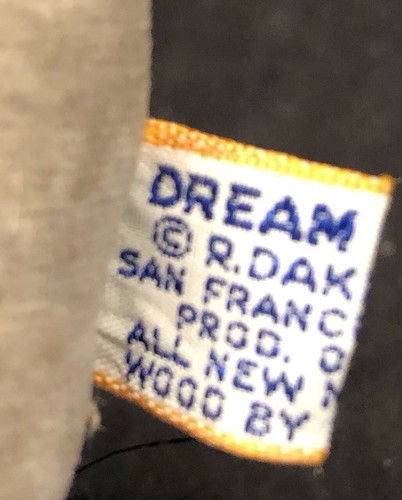 DREAM
© R.DAK
SAN FRANC
PROD. O
ALL NEW
WOOD BY